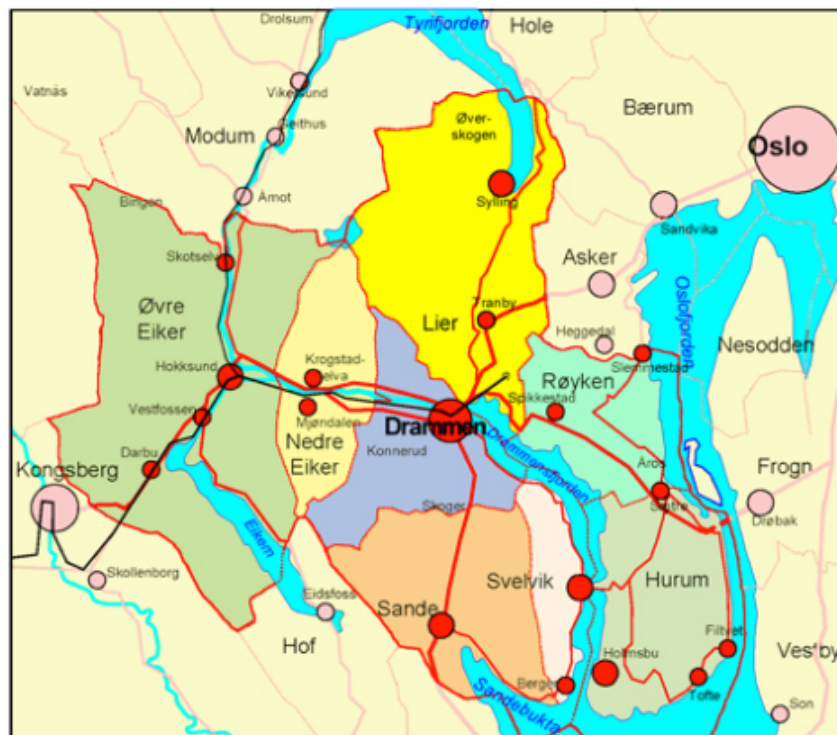 Drolsum
Tyrifjorden
Hole
Vatnås
Vikersund
Bærum
Modum
Geithus
Øver-
skogen
Oslo
Sylling
Bingen
Åmot
Sandvika
Skotselv
Asker
Oslofjorden
Øvre
Eiker
Lier
Tranby
Heggedal
Nesodden
Slemmestad
Hokksund
Krogstad-
elva
Røyken
Spikkestad
Vestfossen
Mjøndalen
Drammen
Nedre
Eiker
Konnerud
Drammensfjorden
Darbu
Kongsberg
Åros
Frogn
Sætre
Skoger
Drøbak
Eikern
Skollenborg
Svelvik
Hurum
Eidsfoss
Sande
Hof
Filtvet
Vestby
Holmsbu
Berger
Tofte
Sandebukta
Son